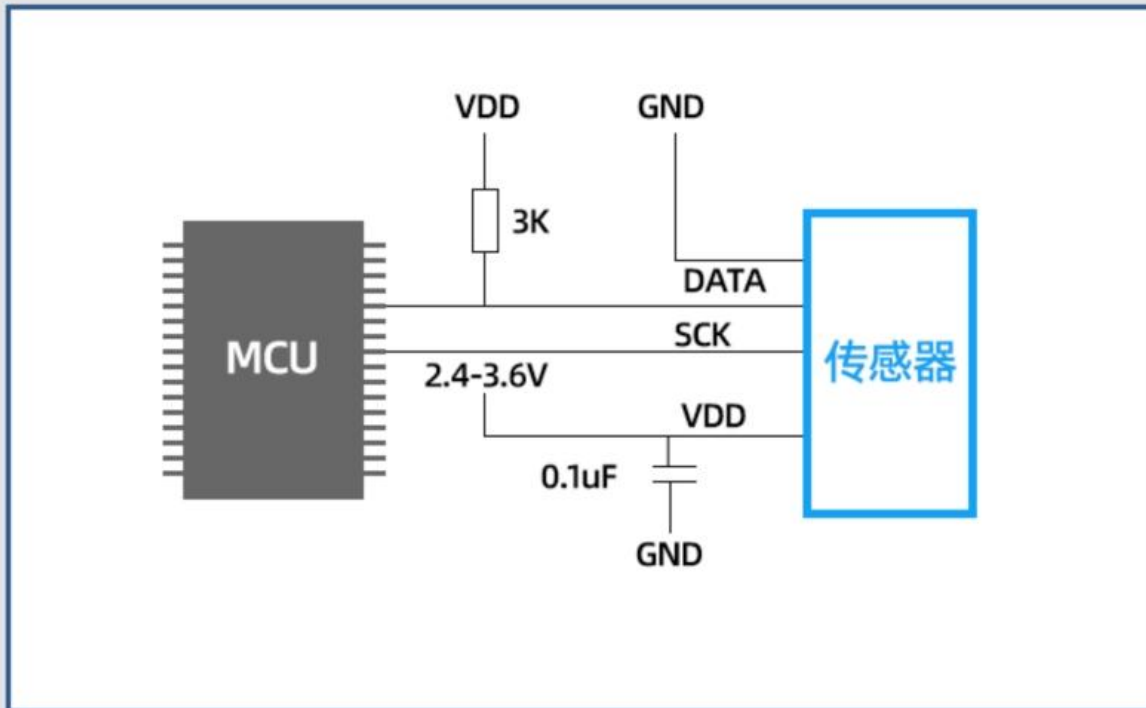 VDD
GND
3K
DATA
SCK
MCU
传感器
2.4-3.6V
VDD
0.1uF
GND